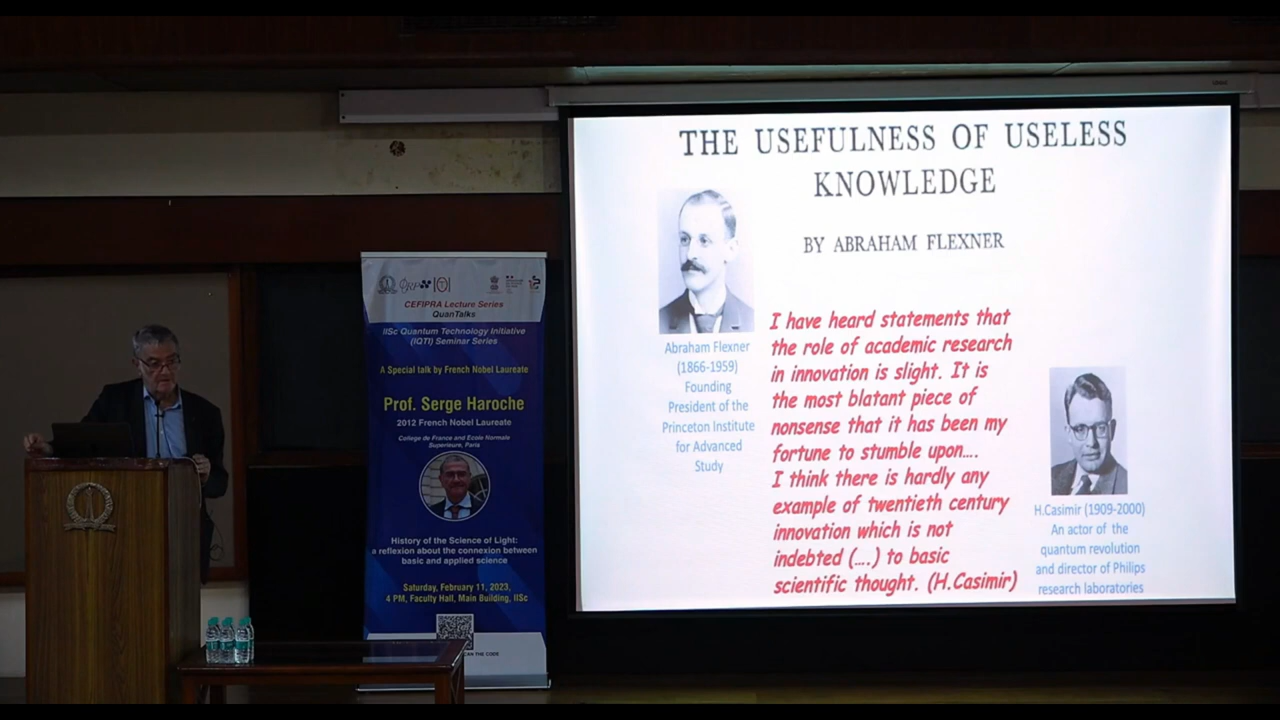 CEFIPRA Lecture Series
QuanTalks
IISc Quantum Technology Initiative
(IQTI) Seminar Series
A Special talk by French Nobel Laureate
Prof. Serge Haroche
2012 French Nobel Laureate
College de France and Ecole Normale
Superieure, Paris
History of the Science of Light:
a reflexion about the connexion between
basic and applied science
Saturday, February 11, 2023,
4 PM, Faculty Hall, Main Building, IISc
CAN THE CODE
THE USEFULNESS OF USELESS
KNOWLEDGE
BY ABRAHAM FLEXNER
Abraham Flexner
(1866-1959)
Founding
President of the
Princeton Institute
for Advanced
Study
I have heard statements that
the role of academic research
in innovation is slight. It is
the most blatant piece of
nonsense that it has been my
fortune to stumble upon....
I think there is hardly any
example of twentieth century
innovation which is not
indebted (....) to basic
scientific thought. (H.Casimir)
H.Casimir (1909-2000)
An actor of the
quantum revolution
and director of Philips
research laboratories